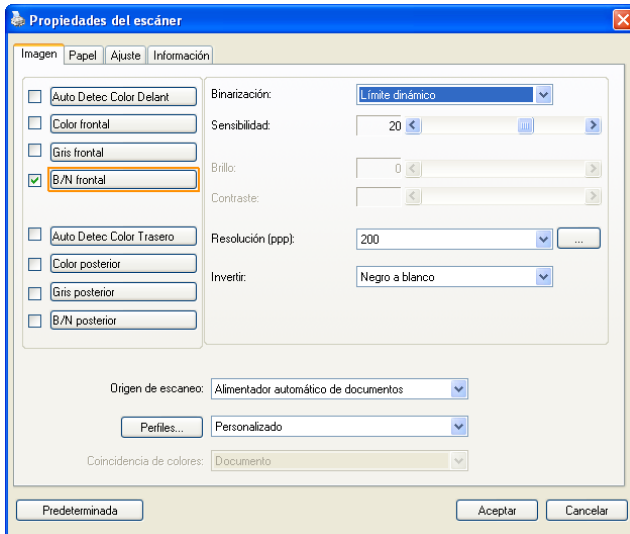 Propiedades del escáner
Imagen Papel Ajuste Información
Auto Detec Color Delant
Color frontal
Gris frontal
B/N frontal
Auto Detec Color Trasero
Color posterior
Gris posterior
B/N posterior
Binarización: Límite dinámico
Sensibilidad: 20
Brillo: 0
Contraste:
Resolución (ppp): 200 ...
Invertir: Negro a blanco
Origen de escaneo: Alimentador automático de documentos
Perfiles... Personalizado
Coincidencia de colores: Documento
Predeterminada Aceptar Cancelar